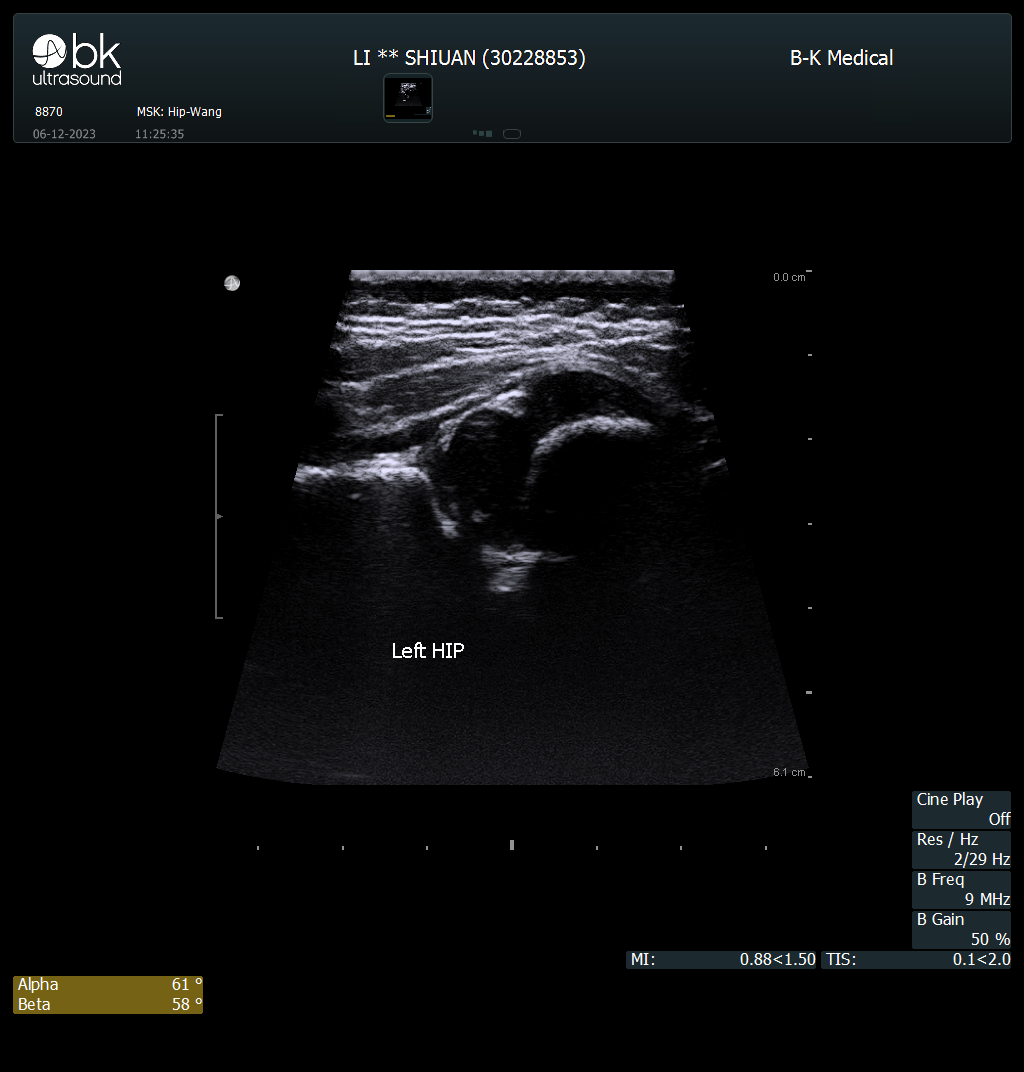 bk
ultrasound
LI ** SHIUAN (30228853)
B-K Medical
8870
MSK: Hip-Wang
06-12-2023
11:25:35
0.0 cm
Left HIP
6.1 cm
Cine Play
Off
Res / Hz
2/29 Hz
B Freq
9 MHz
B Gain
50 %
MI: 0.88<1.50
TIS: 0.1<2.0
Alpha 61 º
Beta 58 º